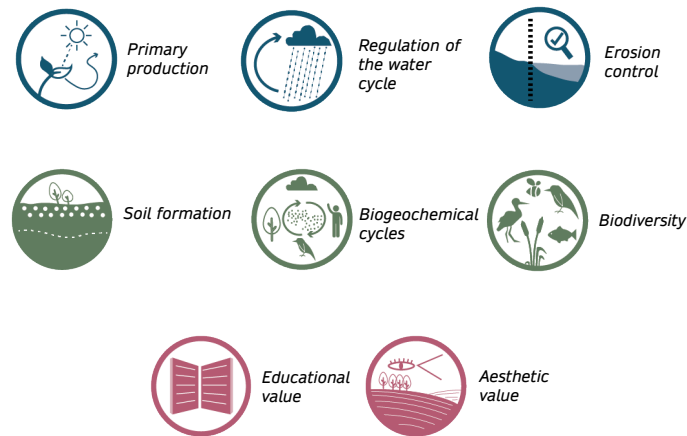 Primary
production
Regulation of
the water
cycle
Erosion
control
Soil formation
Biogeochemical
cycles
Biodiversity
Educational
value
Aesthetic
value